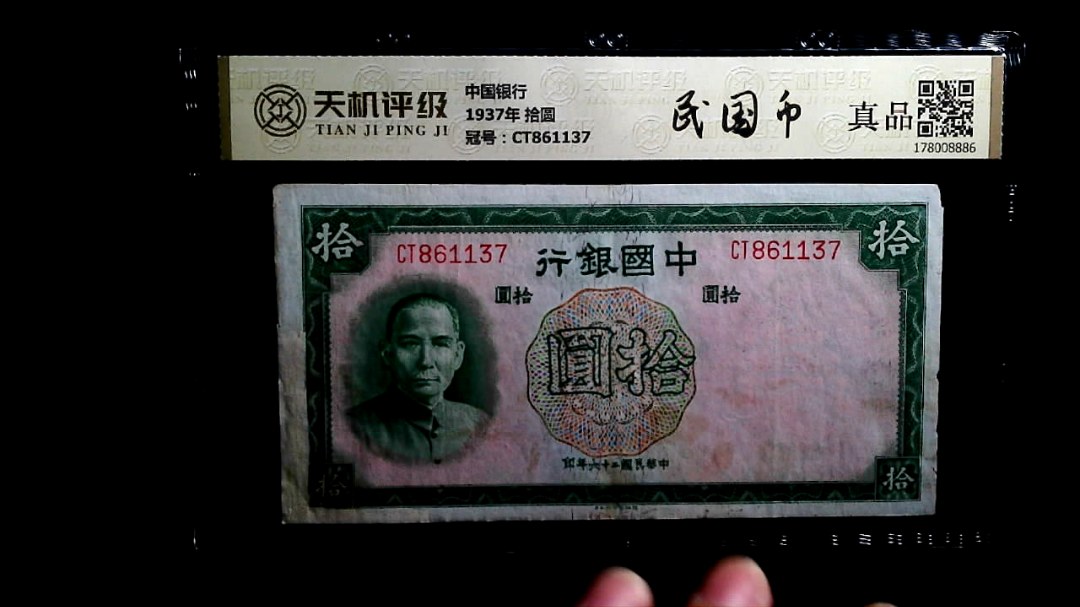 天机评级
TIAN JI PING JI
中国银行
1937年 拾圆
冠号：CT861137
民国币
真品
178008886
拾
拾
CT861137
行銀國中
CT861137
圓拾
圓拾
圓拾
印年六十二國民華中
拾
拾